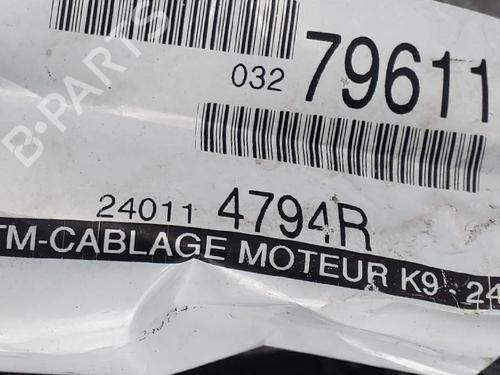 B-PARTS
032 79611
24011 4794R
TM-CABLAGE MOTEUR K9 - 24